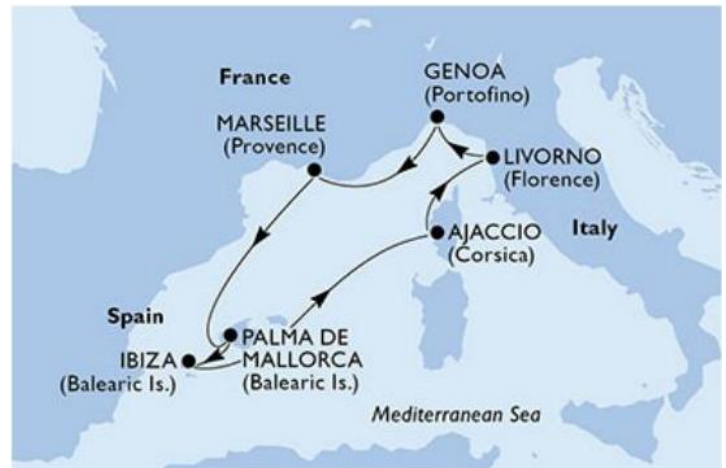 France
GENOA
(Portofino)
MARSEILLE
(Provence)
LIVORNO
(Florence)
AJACCIO
(Corsica)
Italy
Spain
PALMA DE
MALLORCA
(Balearic Is.)
IBIZA
(Balearic Is.)
Mediterranean Sea